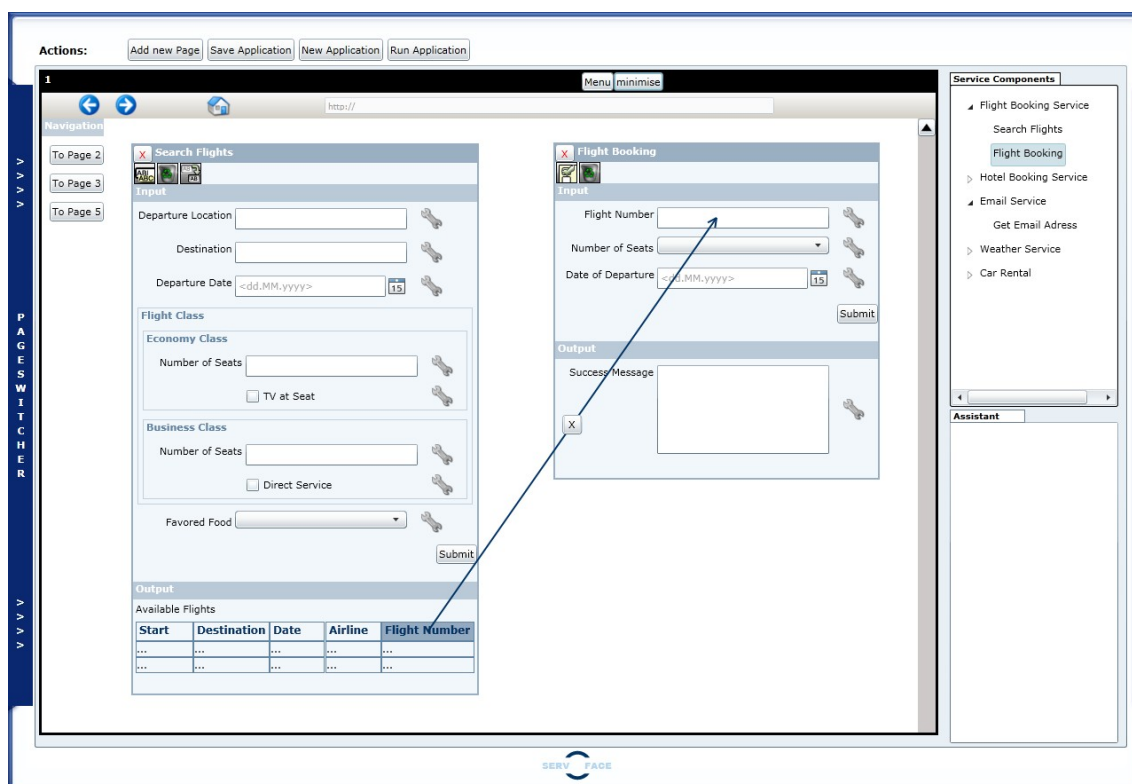 Actions:
Add new Page
Save Application
New Application
Run Application
1
Menu
minimise
http://
Navigation
To Page 2
To Page 3
To Page 5
>
>
>
>
PAGESWITCHER
>
>
>
>
X Search Flights
Input
Departure Location
Destination
Departure Date <dd.MM.yyyy> 15
Flight Class
Economy Class
Number of Seats
TV at Seat
Business Class
Number of Seats
Direct Service
Favored Food
Submit
Output
Available Flights
Start Destination Date Airline Flight Number
... ... ... ... ...
... ... ... ... ...
X Flight Booking
Input
Flight Number
Number of Seats
Date of Departure <dd.MM.yyyy> 15
Submit
Output
Success Message
X
Service Components
Flight Booking Service
Search Flights
Flight Booking
Hotel Booking Service
Email Service
Get Email Adress
Weather Service
Car Rental
Assistant
SERV FACE